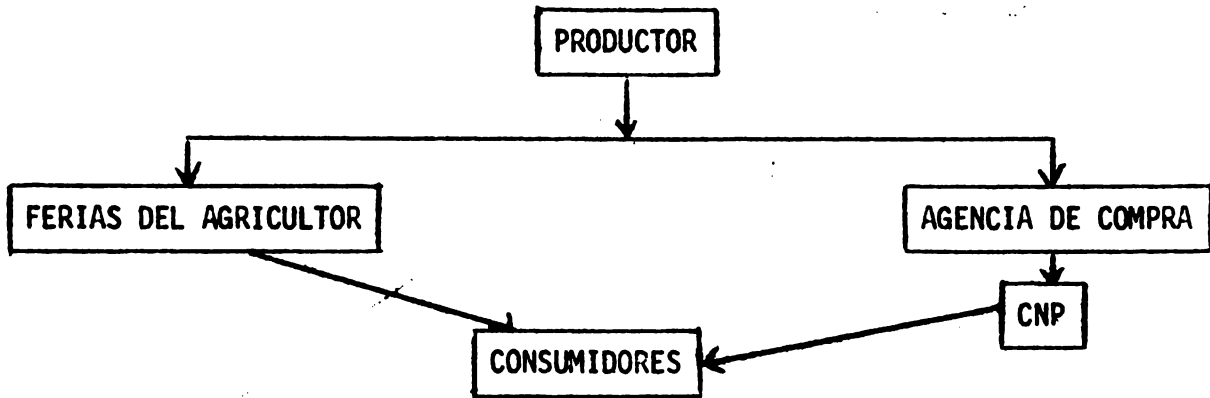 PRODUCTOR
FERIAS DEL AGRICULTOR
AGENCIA DE COMPRA
CNP
CONSUMIDORES